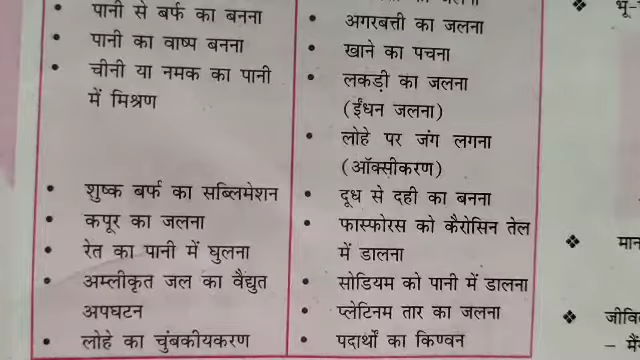 पानी से बर्फ का बनना
पानी का वाष्प बनना
चीनी या नमक का पानी
में मिश्रण
शुष्क बर्फ का सब्लिमेशन
कपूर का जलना
रेत का पानी में घुलना
अम्लीकृत जल का वैद्युत
अपघटन
लोहे का चुंबकीयकरण
अगरबत्ती का जलना
खाने का पचना
लकड़ी का जलना
(ईंधन जलना)
लोहे पर जंग लगना
(ऑक्सीकरण)
दूध से दही का बनना
फास्फोरस को कैरोसिन तेल
में डालना
सोडियम को पानी में डालना
प्लेटिनम तार का जलना
पदार्थों का किण्वन